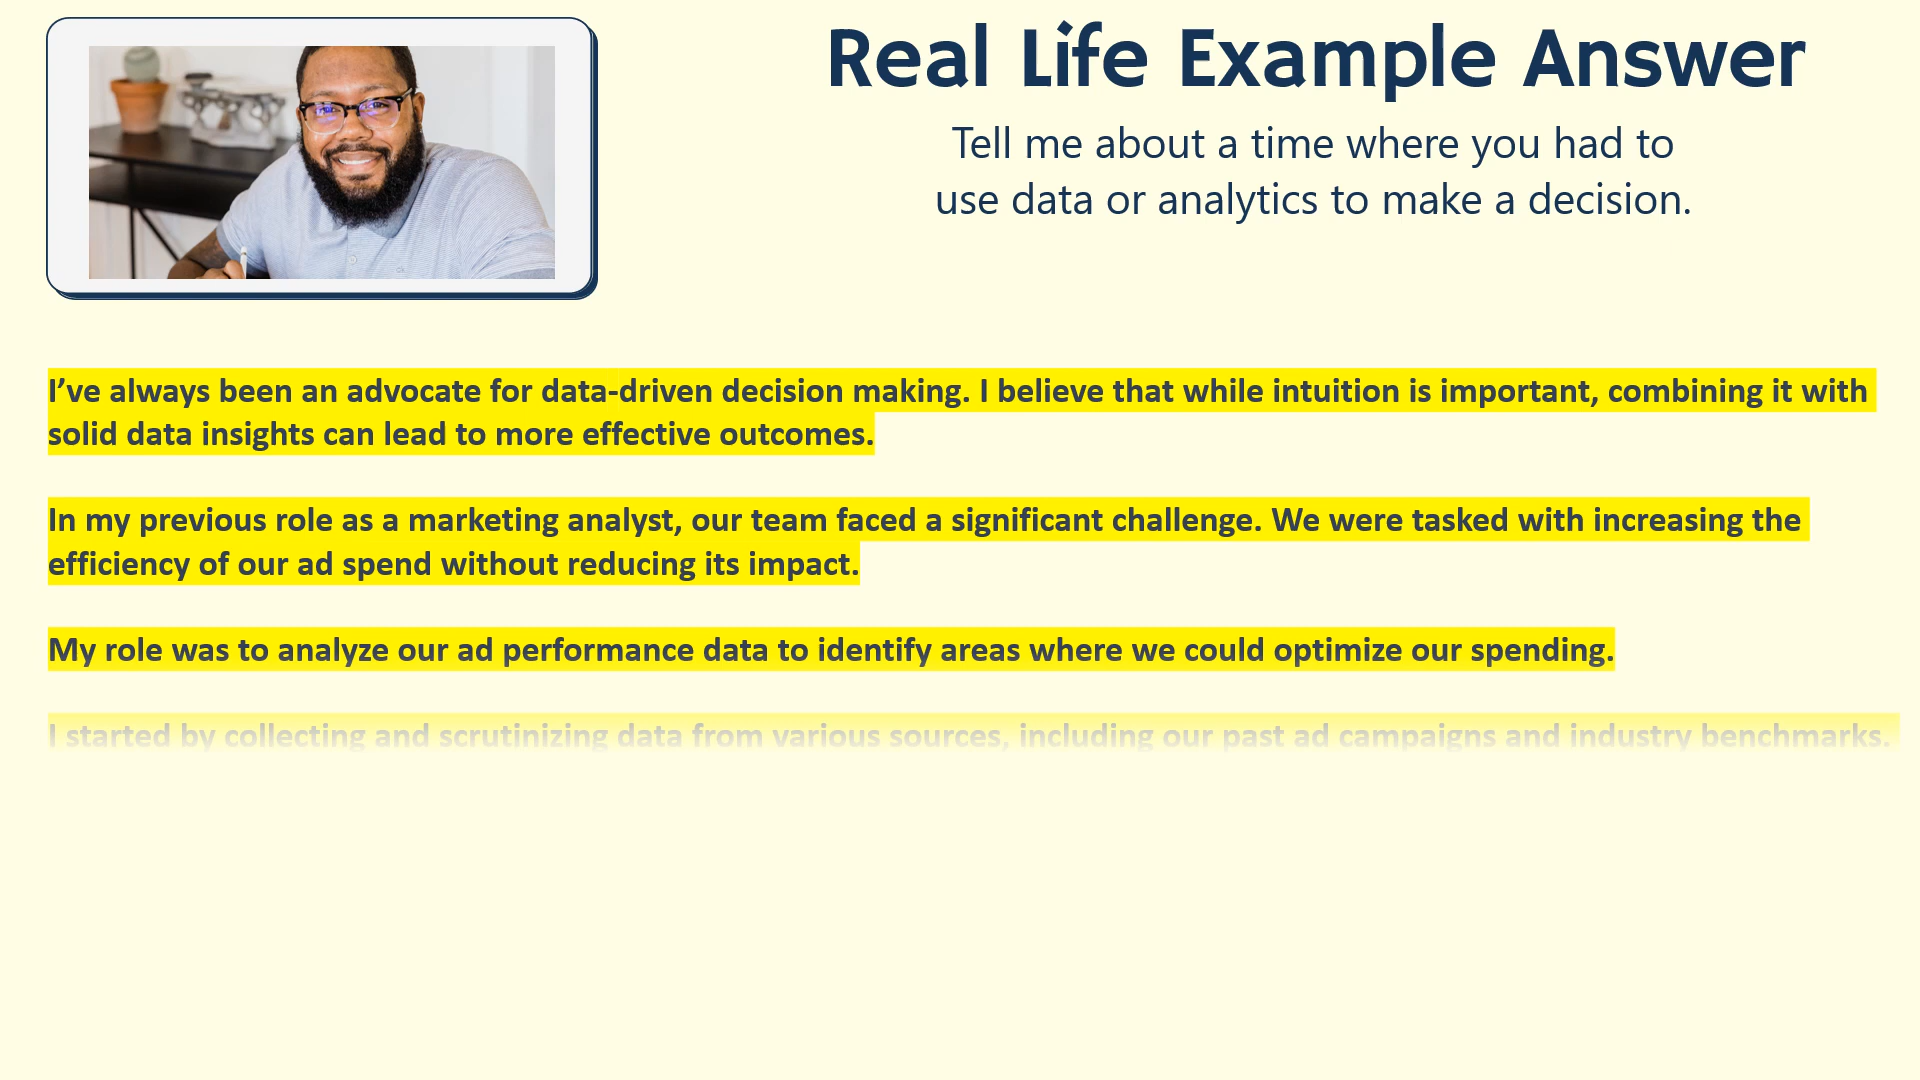 Real Life Example Answer
Tell me about a time where you had to
use data or analytics to make a decision.
I’ve always been an advocate for data-driven decision making. I believe that while intuition is important, combining it with
solid data insights can lead to more effective outcomes.
In my previous role as a marketing analyst, our team faced a significant challenge. We were tasked with increasing the
efficiency of our ad spend without reducing its impact.
My role was to analyze our ad performance data to identify areas where we could optimize our spending.
I started by collecting and scrutinizing data from various sources, including our past ad campaigns and industry benchmarks.